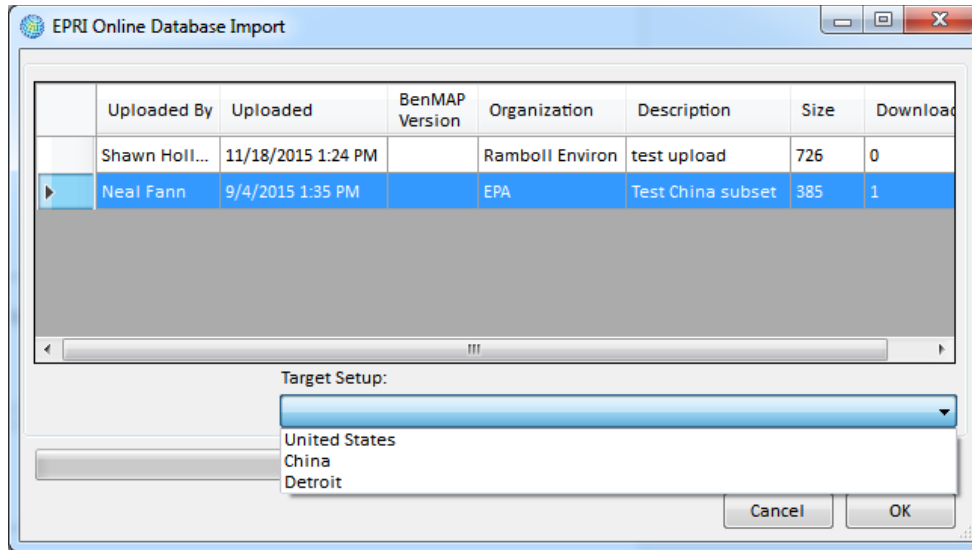 EPRI Online Database Import
Uploaded By Uploaded BenMAP Version Organization Description Size Download
Shawn Holl... 11/18/2015 1:24 PM Ramboll Environ test upload 726 0
Neal Fann 9/4/2015 1:35 PM EPA Test China subset 385 1
Target Setup:
United States
China
Detroit
Cancel OK